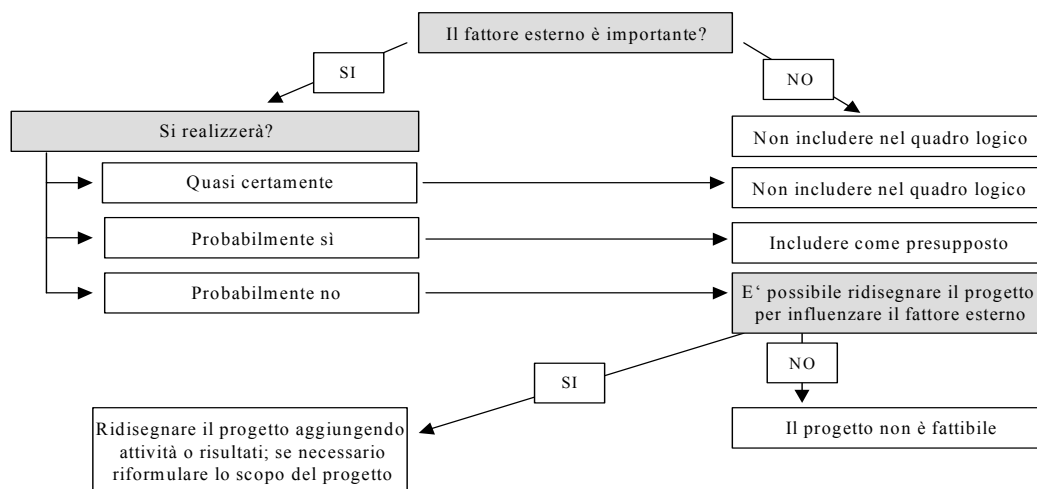 Il fattore esterno è importante?
SI
NO
Si realizzerà?
Non includere nel quadro logico
Quasi certamente
Non includere nel quadro logico
Probabilmente sì
Includere come presupposto
Probabilmente no
E‘ possibile ridisegnare il progetto
per influenzare il fattore esterno
SI
NO
Ridisegnare il progetto aggiungendo
attività o risultati; se necessario
riformulare lo scopo del progetto
Il progetto non è fattibile